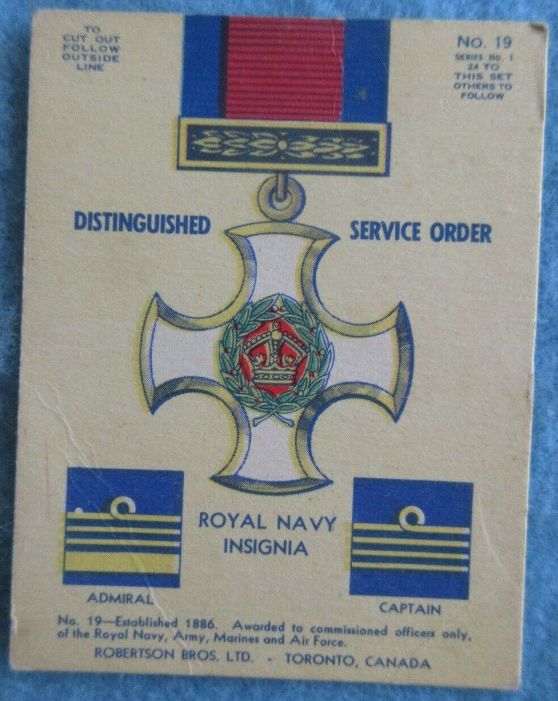 TO
CUT OUT
FOLLOW
OUTSIDE
LINE
No. 19
SERIES NO. 1
24 TO
THIS SET
OTHERS TO
FOLLOW
DISTINGUISHED SERVICE ORDER
ROYAL NAVY
INSIGNIA
ADMIRAL
CAPTAIN
No. 19—Established 1886. Awarded to commissioned officers only,
of the Royal Navy, Army, Marines and Air Force.
ROBERTSON BROS. LTD. • TORONTO, CANADA